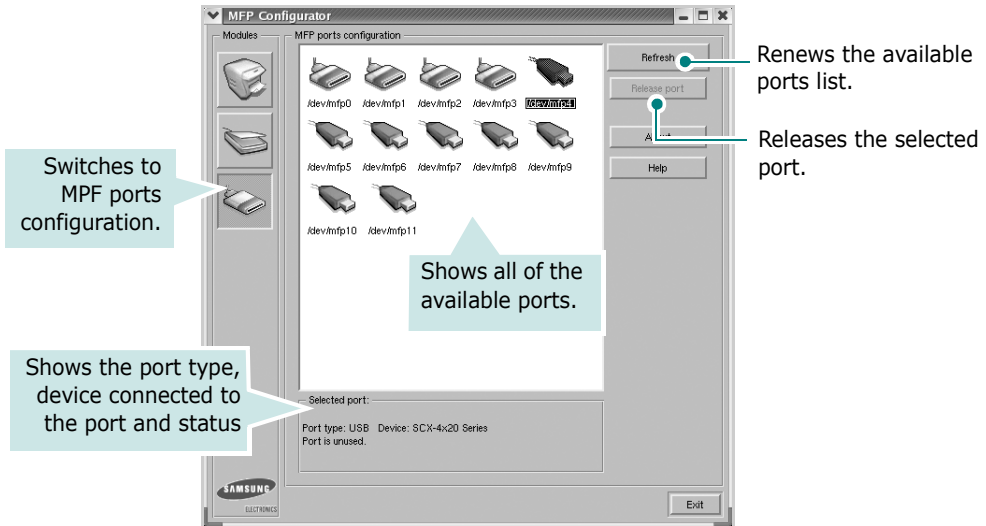 MFP Configurator
Modules
MFP ports configuration
/dev/mfp0 /dev/mfp1 /dev/mfp2 /dev/mfp3 /dev/mfp4
/dev/mfp5 /dev/mfp6 /dev/mfp7 /dev/mfp8 /dev/mfp9
/dev/mfp10 /dev/mfp11
Refresh
Release port
Help
Renews the available
ports list.
Releases the selected
port.
Switches to
MPF ports
configuration.
Shows all of the
available ports.
Shows the port type,
device connected to
the port and status
Selected port:
Port type: USB Device: SCX-4x20 Series
Port is unused.
SAMSUNG
ELECTRONICS
Exit